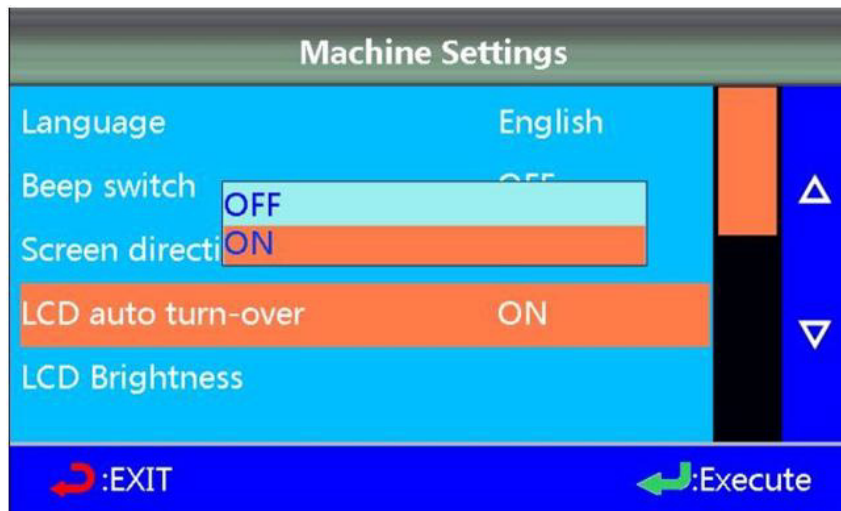 Machine Settings
Language English
Beep switch
OFF
Screen directi
ON
LCD auto turn-over ON
LCD Brightness
:EXIT :Execute